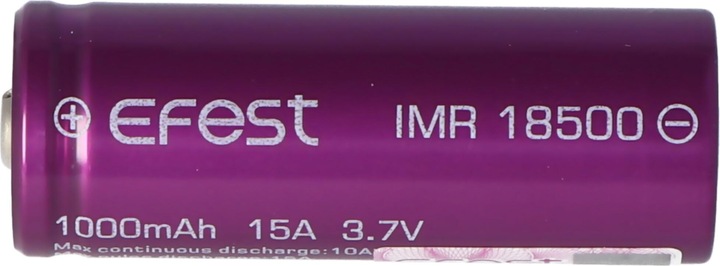 + EFEST IMR 18500 -
1000mAh 15A 3.7V
Max continuous discharge:10A